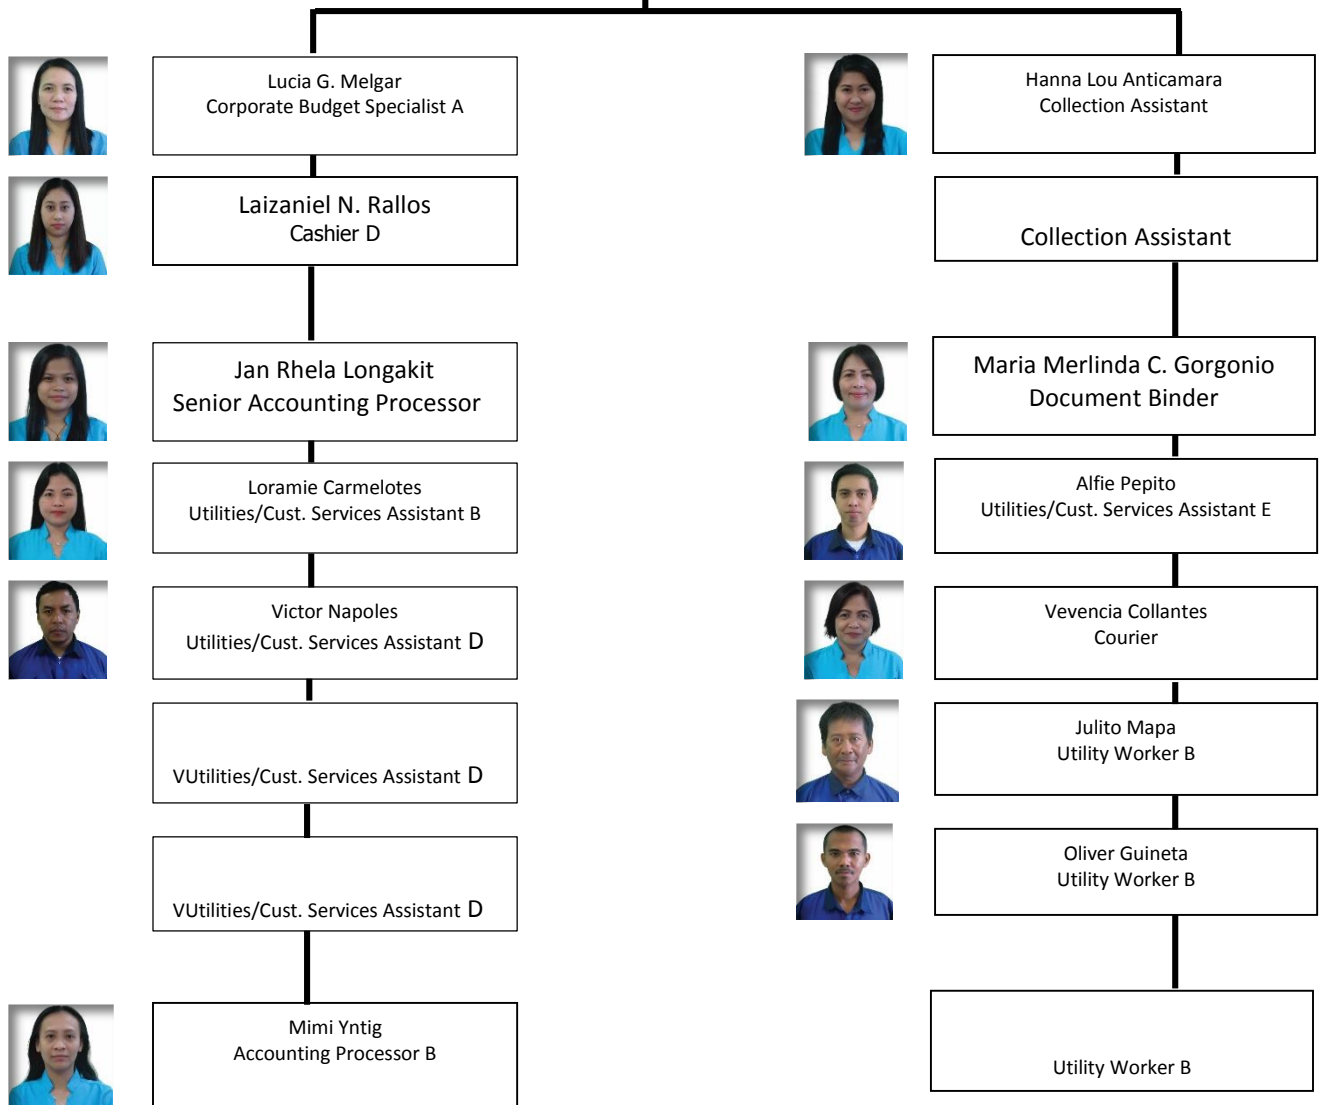 Lucia G. Melgar
Corporate Budget Specialist A
Laizaniel N. Rallos
Cashier D
Jan Rhela Longakit
Senior Accounting Processor
Loramie Carmelotes
Utilities/Cust. Services Assistant B
Victor Napoles
Utilities/Cust. Services Assistant D
VUtilities/Cust. Services Assistant D
VUtilities/Cust. Services Assistant D
Mimi Yntig
Accounting Processor B
Hanna Lou Anticamara
Collection Assistant
Collection Assistant
Maria Merlinda C. Gorgonio
Document Binder
Alfie Pepito
Utilities/Cust. Services Assistant E
Vevencia Collantes
Courier
Julito Mapa
Utility Worker B
Oliver Guineta
Utility Worker B
Utility Worker B